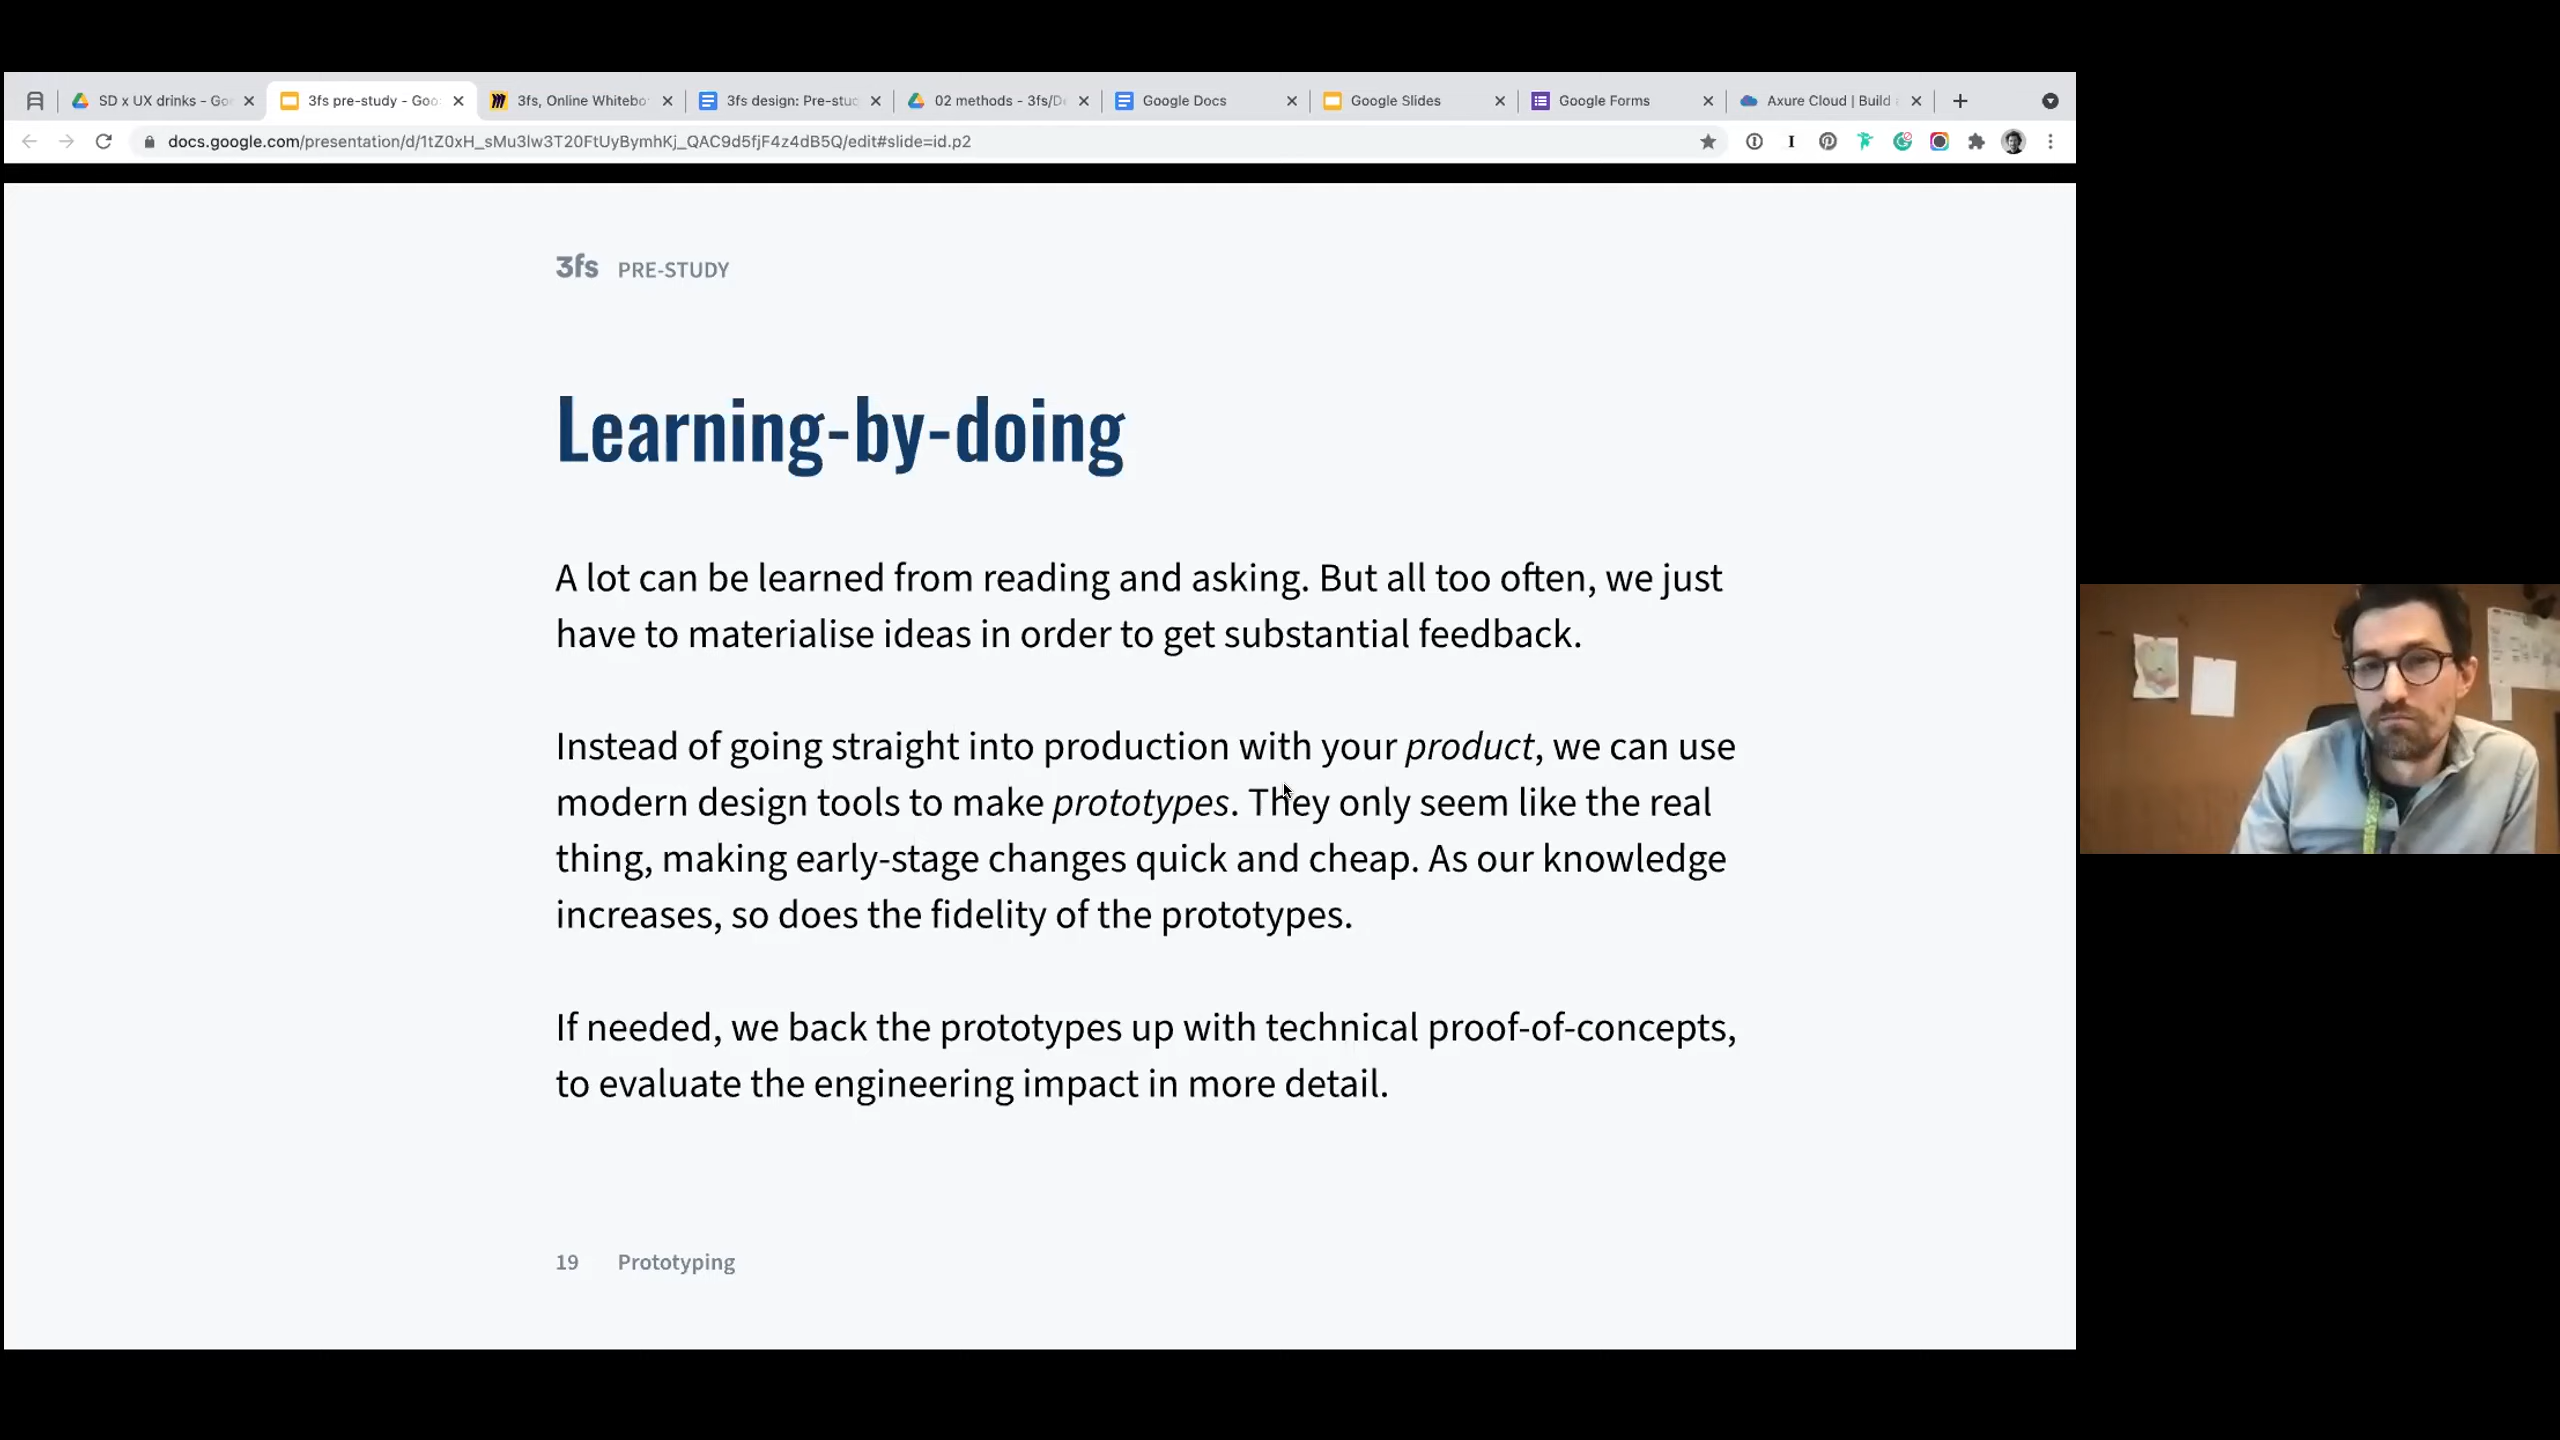 SD x UX drinks - Go
3fs pre-study - Goo
3fs, Online Whitebo
3fs design: Pre-stud
02 methods - 3fs/De
Google Docs
Google Slides
Google Forms
Axure Cloud | Build
docs.google.com/presentation/d/1tZ0xH_sMu3lw3T20FtUyBymhKj_QAC9d5fjF4z4dB5Q/edit#slide=id.p2
3fs PRE-STUDY
Learning-by-doing
A lot can be learned from reading and asking. But all too often, we just
have to materialise ideas in order to get substantial feedback.
Instead of going straight into production with your product, we can use
modern design tools to make prototypes. They only seem like the real
thing, making early-stage changes quick and cheap. As our knowledge
increases, so does the fidelity of the prototypes.
If needed, we back the prototypes up with technical proof-of-concepts,
to evaluate the engineering impact in more detail.
19 Prototyping